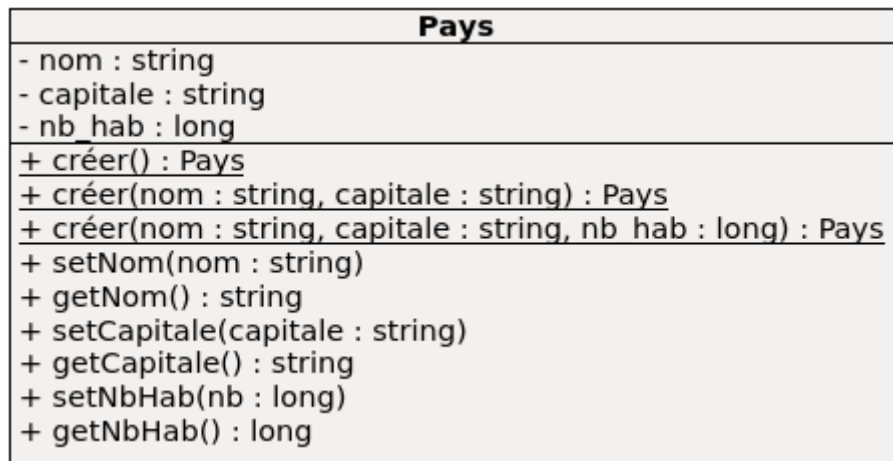 Pays
- nom : string
- capitale : string
- nb_hab : long
+ créer() : Pays
+ créer(nom : string, capitale : string) : Pays
+ créer(nom : string, capitale : string, nb_hab : long) : Pays
+ setNom(nom : string)
+ getNom() : string
+ setCapitale(capitale : string)
+ getCapitale() : string
+ setNbHab(nb : long)
+ getNbHab() : long